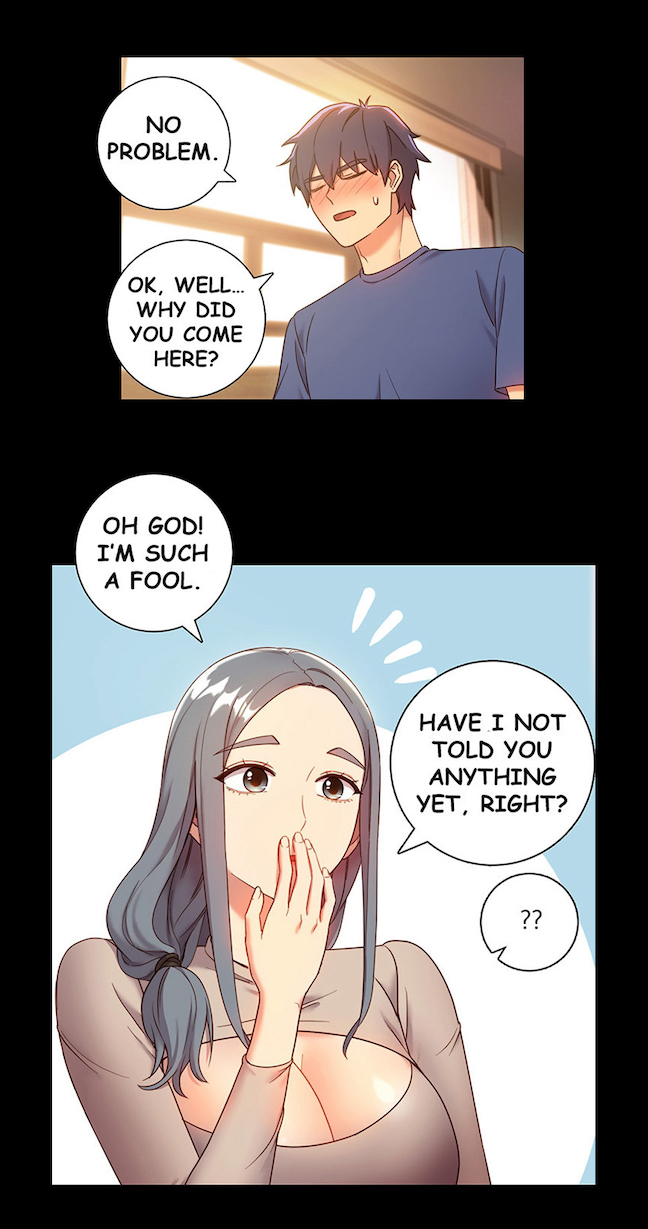 NO
PROBLEM.
OK, WELL...
WHY DID
YOU COME
HERE?
OH GOD!
I'M SUCH
A FOOL.
HAVE I NOT
TOLD YOU
ANYTHING
YET, RIGHT?
??